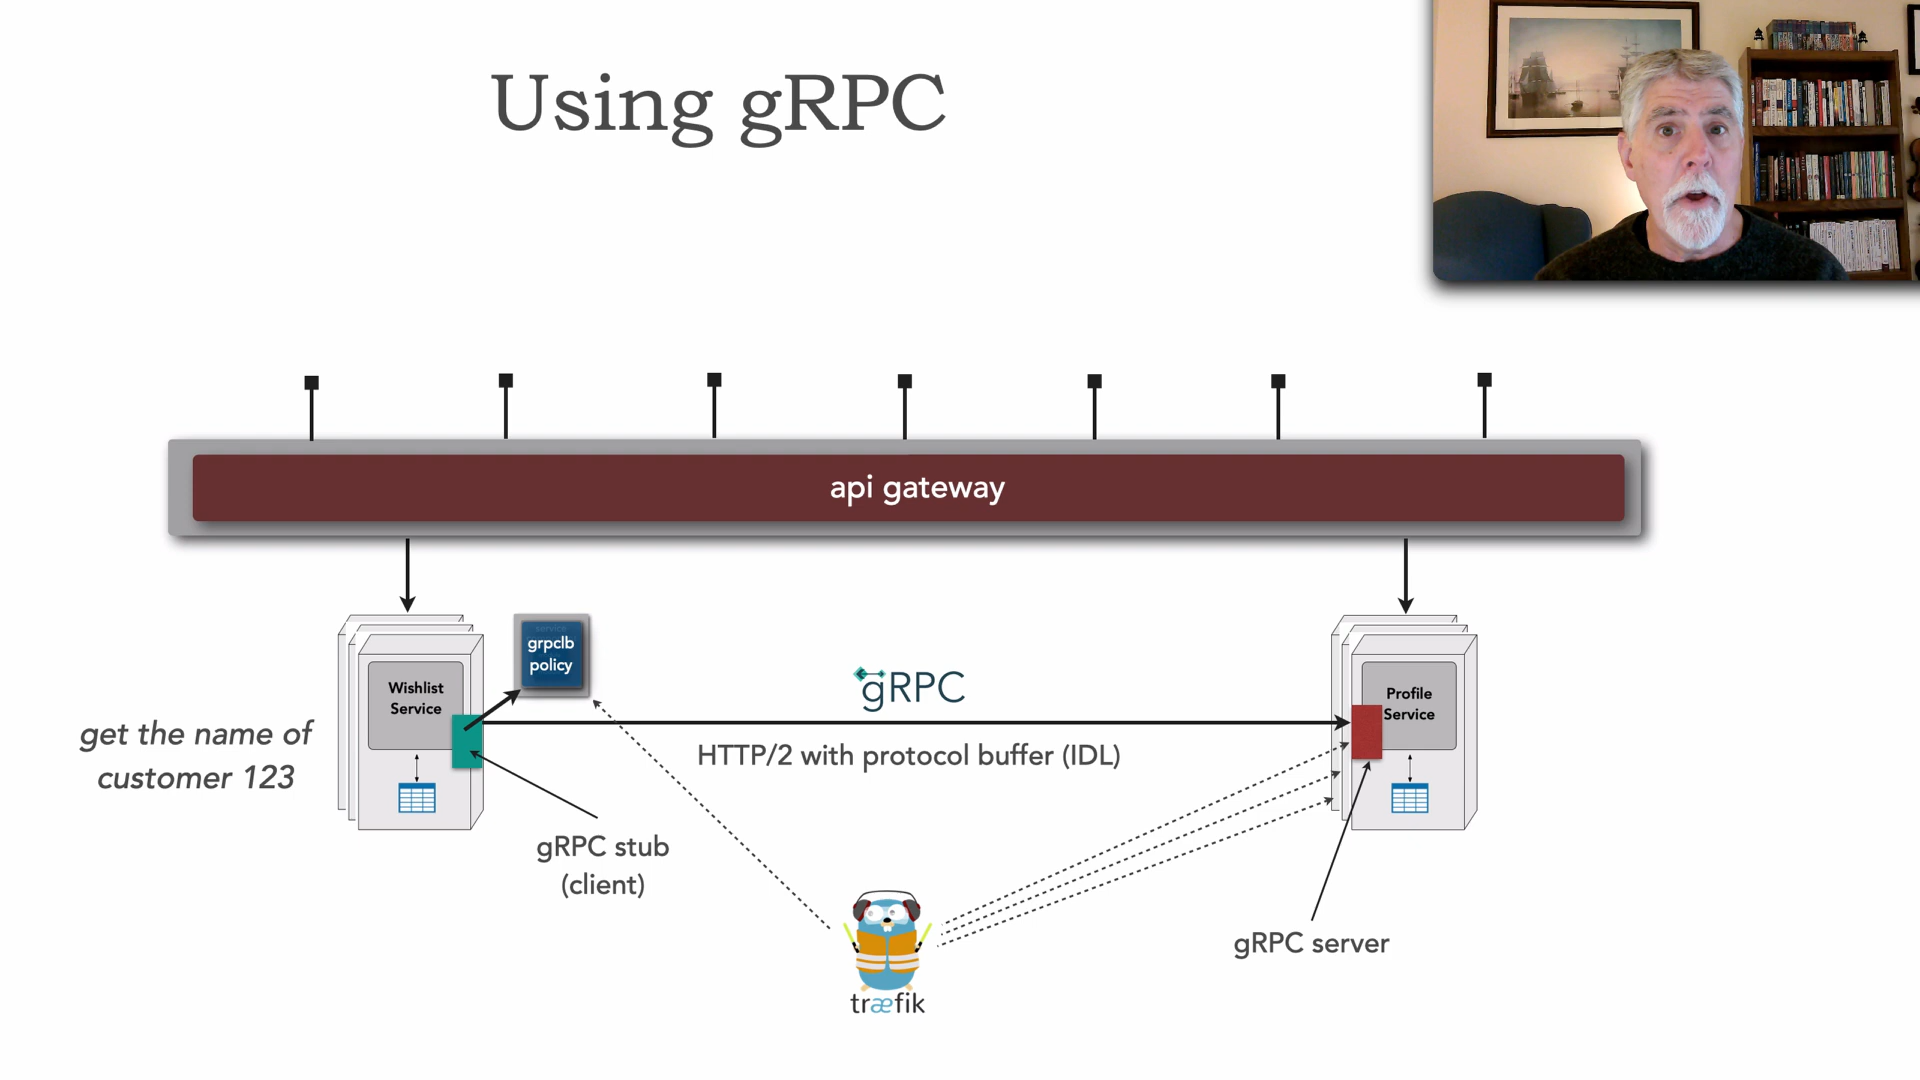 Using gRPC
api gateway
service
grpclb
policy
Wishlist
Service
get the name of
customer 123
gRPC
HTTP/2 with protocol buffer (IDL)
Profile
Service
gRPC stub
(client)
gRPC server
træfik